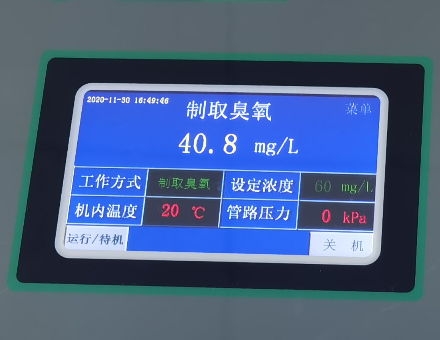 2020-11-30 16:49:46
制取臭氧 菜单
40.8 mg/L
工作方式 制取臭氧 设定浓度 60 mg/L
机内温度 20 ℃ 管路压力 0 kPa
运行/待机 关 机